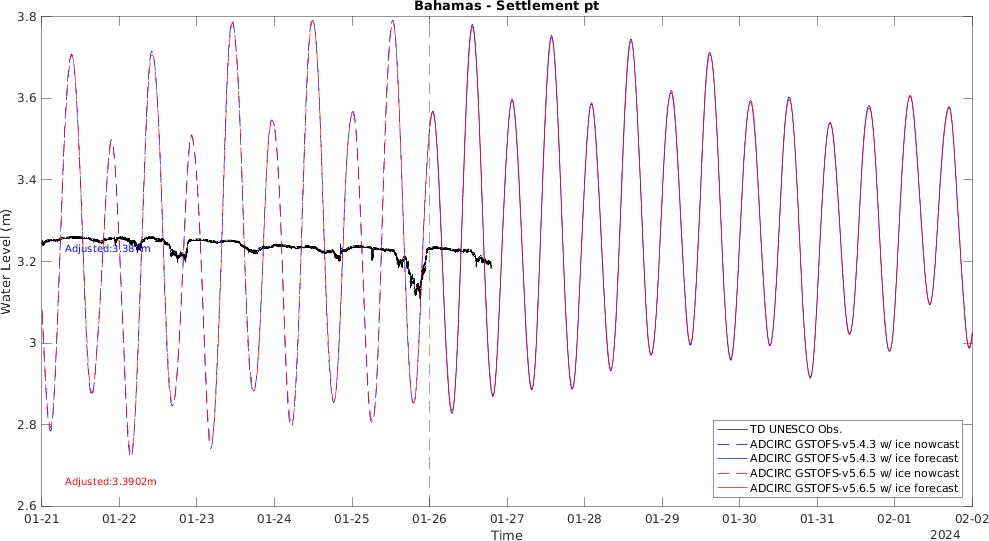 Bahamas - Settlement pt
Water Level (m)
3.8
3.6
3.4
3.2
3
2.8
2.6
Adjusted:3.3902m
TD UNESCO Obs.
ADCIRC GSTOFS-v5.4.3 w/ ice nowcast
ADCIRC GSTOFS-v5.4.3 w/ ice forecast
ADCIRC GSTOFS-v5.6.5 w/ ice nowcast
ADCIRC GSTOFS-v5.6.5 w/ ice forecast
01-21 01-22 01-23 01-24 01-25 01-26 01-27 01-28 01-29 01-30 01-31 02-01 02-02
Time
2024